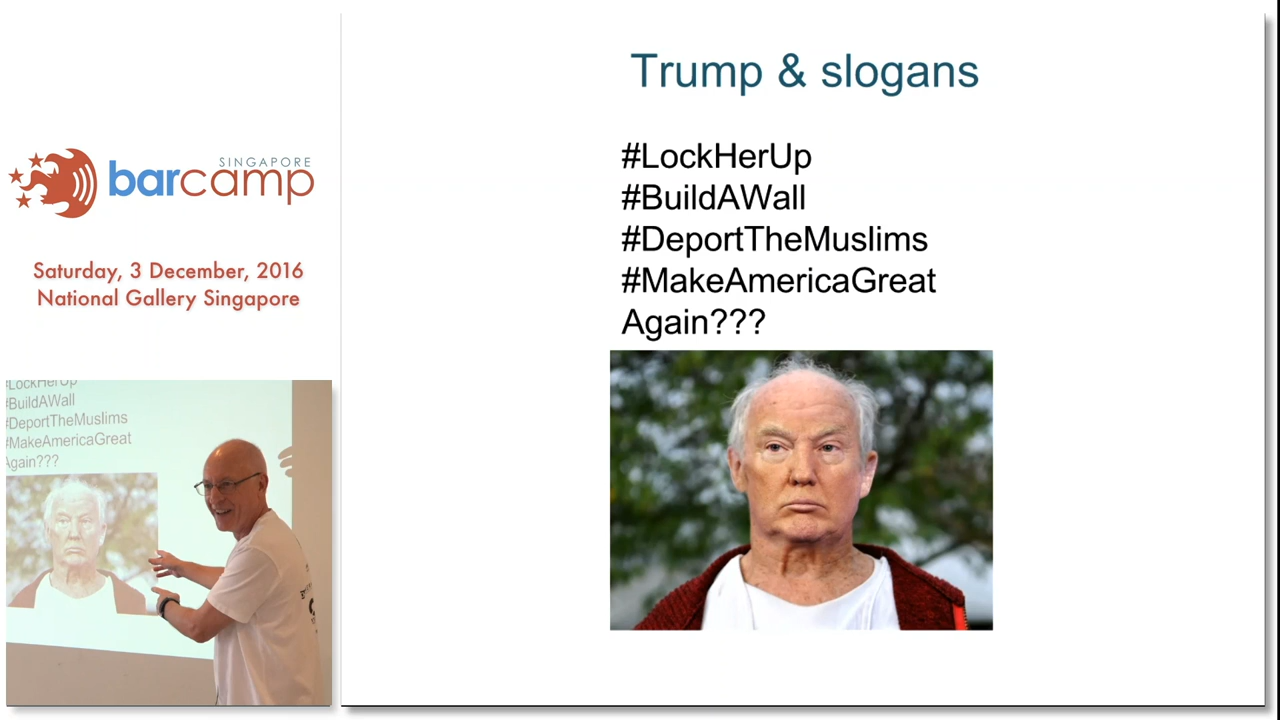 SINGAPORE
barcamp
Saturday, 3 December, 2016
National Gallery Singapore
Trump & slogans
#LockHerUp
#BuildAWall
#DeportTheMuslims
#MakeAmericaGreat
Again???
#LockHerUp
#BuildAWall
#DeportTheMuslims
#MakeAmericaGreat
Again???